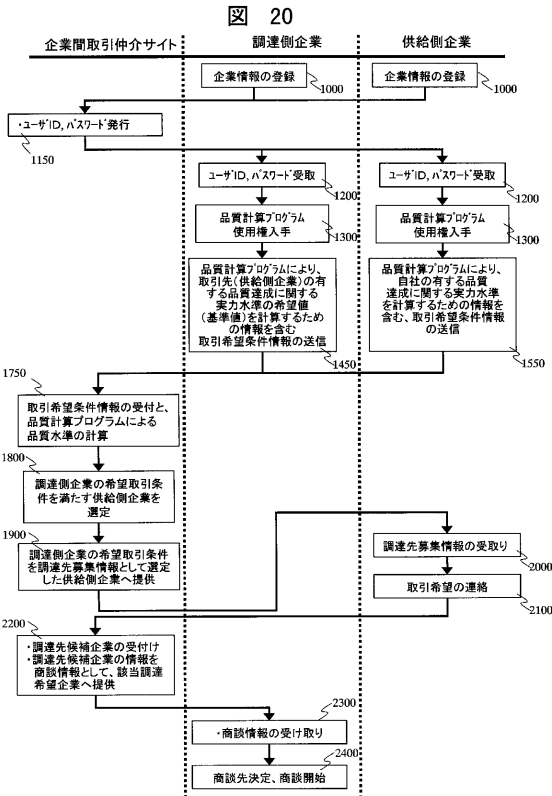 図 20
企業間取引仲介サイト
調達側企業
供給側企業
企業情報の登録
1000
企業情報の登録
1000
・ユーザID,パスワード発行
1150
ユーザID,パスワード受取
1200
ユーザID,パスワード受取
1200
品質計算プログラム
使用権入手
1300
品質計算プログラム
使用権入手
1300
品質計算プログラムにより、
取引先(供給側企業)の有
する品質達成に関する
実力水準の希望値
(基準値)を計算するため
の情報を含む
取引希望条件情報の送信
1450
品質計算プログラムにより、
自社の有する品質
達成に関する実力水準
を計算するための情報を
含む、取引希望条件情報
の送信
1550
1750
取引希望条件情報の受付と、
品質計算プログラムによる
品質水準の計算
1800
調達側企業の希望取引条
件を満たす供給側企業を
選定
1900
調達側企業の希望取引条件
を調達先募集情報として選定
した供給側企業へ提供
調達先募集情報の受取り
2000
取引希望の連絡
2100
2200
・調達先候補企業の受付け
・調達先候補企業の情報を
商談情報として、該当調達
希望企業へ提供
2300
・商談情報の受け取り
2400
商談先決定、商談開始